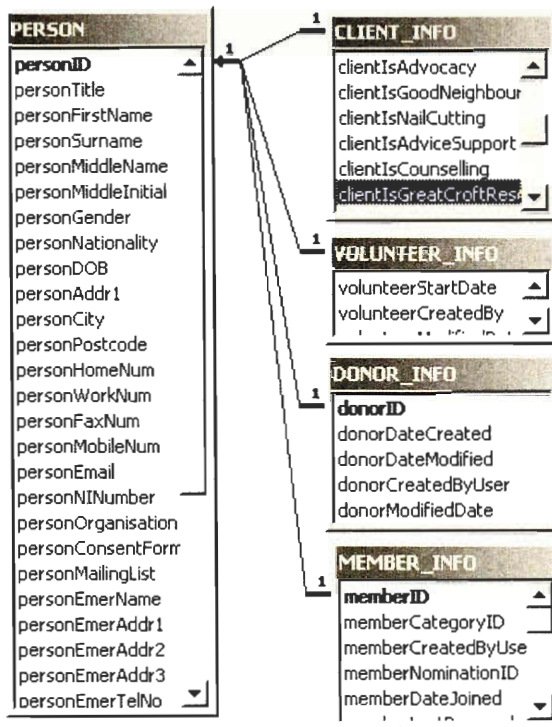 PERSON
personID
personTitle
personFirstName
personSurname
personMiddleName
personMiddleInitial
personGender
personNationality
personDOB
personAddr1
personCity
personPostcode
personHomeNum
personWorkNum
personFaxNum
personMobileNum
personEmail
personNINumber
personOrganisation
personConsentForm
personMailingList
personEmerName
personEmerAddr1
personEmerAddr2
personEmerAddr3
personEmerTelNo
1
1
CLIENT_INFO
clientIsAdvocacy
clientIsGoodNeighbour
clientIsNailCutting
clientIsAdviceSupport
clientIsCounselling
clientIsGreatCroftRes
1
VOLUNTEER_INFO
volunteerStartDate
volunteerCreatedBy
1
DONOR_INFO
donorID
donorDateCreated
donorDateModified
donorCreatedByUser
donorModifiedDate
1
MEMBER_INFO
memberID
memberCategoryID
memberCreatedByUse
memberNominationID
memberDateJoined